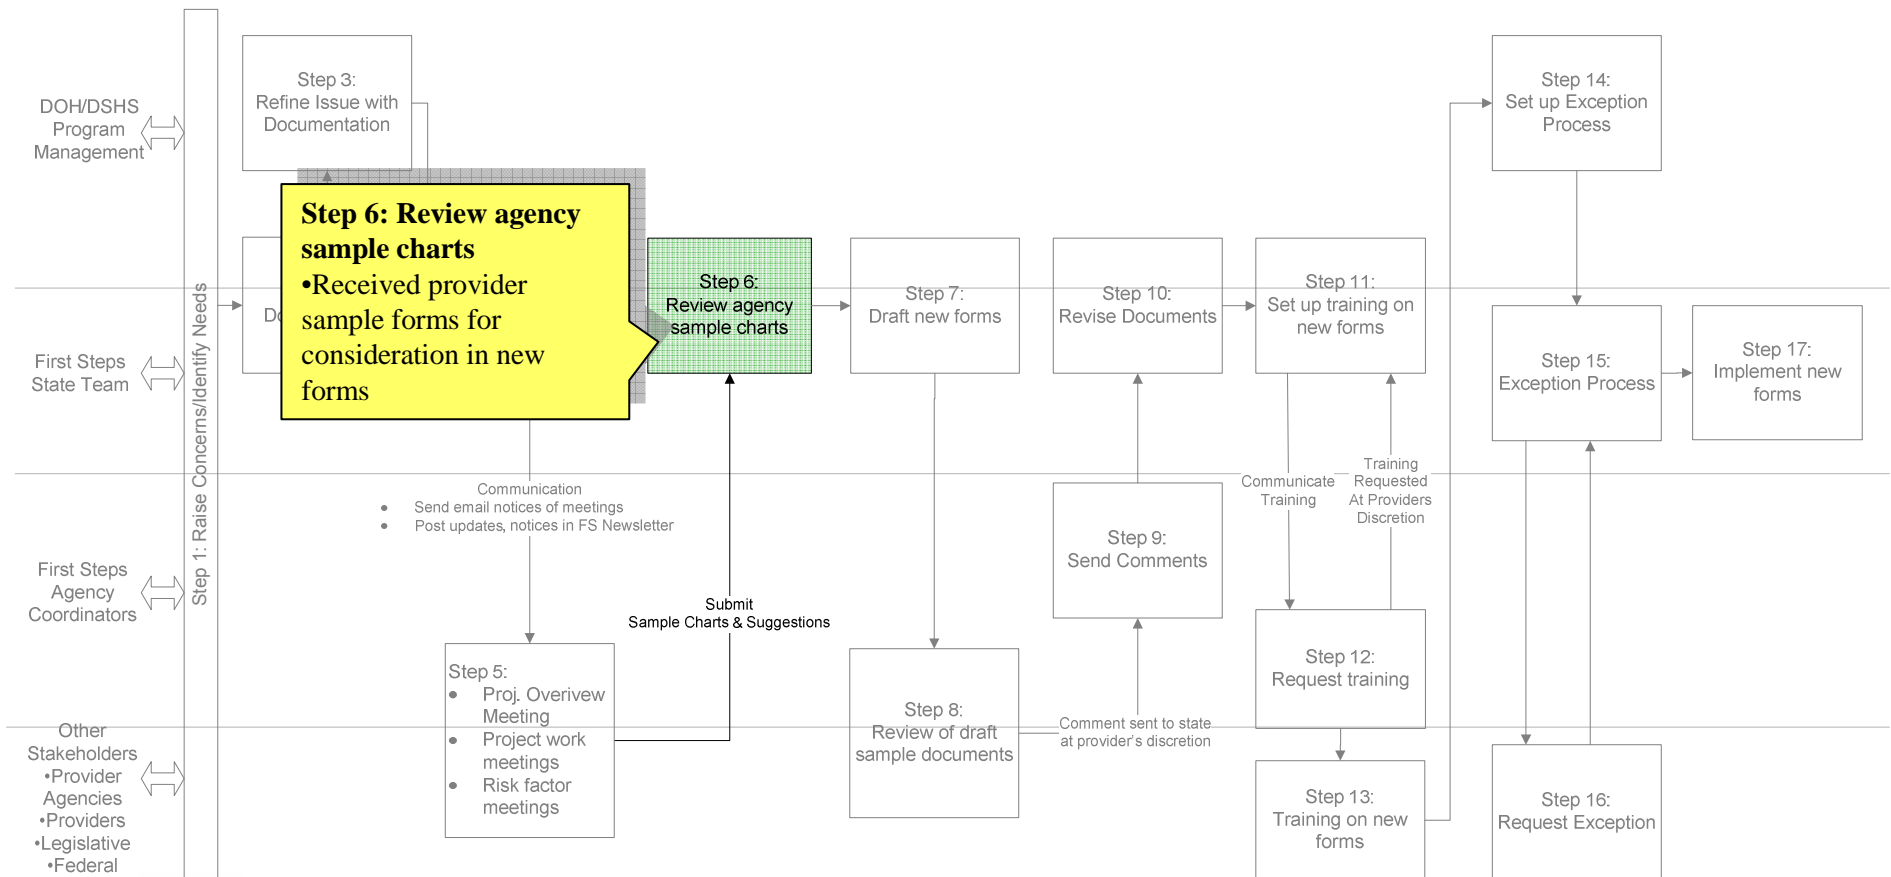 DOH/DSHS
Program
Management
First Steps
State Team
First Steps
Agency
Coordinators
Other
Stakeholders
•Provider
Agencies
•Providers
•Legislative
•Federal
Step 1: Raise Concerns/Identify Needs
Step 3:
Refine Issue with
Documentation
Step 6: Review agency
sample charts
•Received provider
sample forms for
consideration in new
forms
Communication
● Send email notices of meetings
● Post updates, notices in FS Newsletter
Step 5:
● Proj. Overivew
Meeting
● Project work
meetings
● Risk factor
meetings
Submit
Sample Charts & Suggestions
Step 6:
Review agency
sample charts
Step 7:
Draft new forms
Step 8:
Review of draft
sample documents
Comment sent to state
at provider's discretion
Step 9:
Send Comments
Step 10:
Revise Documents
Step 11:
Set up training on
new forms
Communicate
Training
Training
Requested
At Providers
Discretion
Step 12:
Request training
Step 13:
Training on new
forms
Step 14:
Set up Exception
Process
Step 15:
Exception Process
Step 16:
Request Exception
Step 17:
Implement new
forms